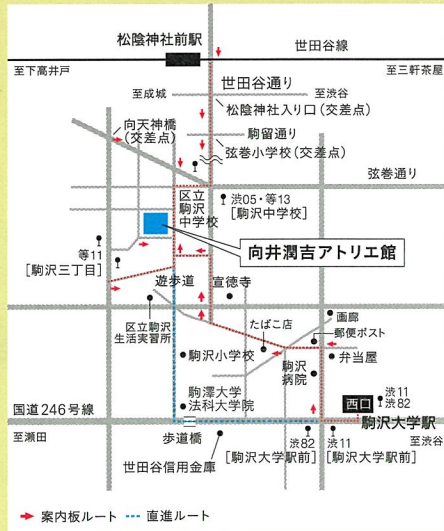 松陰神社前駅
世田谷線
至下高井戸
至三軒茶屋
世田谷通り
至成城
至渋谷
松陰神社入り口(交差点)
向天神橋
(交差点)
駒留通り
弦巻小学校(交差点)
弦巻通り
区立
駒沢
中学校
渋05・等13
[駒沢中学校]
向井潤吉アトリエ館
等11
[駒沢三丁目]
遊歩道
宣徳寺
区立駒沢
生活実習所
たばこ店
画廊
郵便ポスト
弁当屋
駒沢小学校
駒沢
病院
駒澤大学
法科大学院
西口
渋11
渋82
国道246号線
駒沢大学駅
至瀬田
歩道橋
渋82
[駒沢大学駅前]
渋11
[駒沢大学駅前]
至渋谷
世田谷信用金庫
案内板ルート
直進ルート